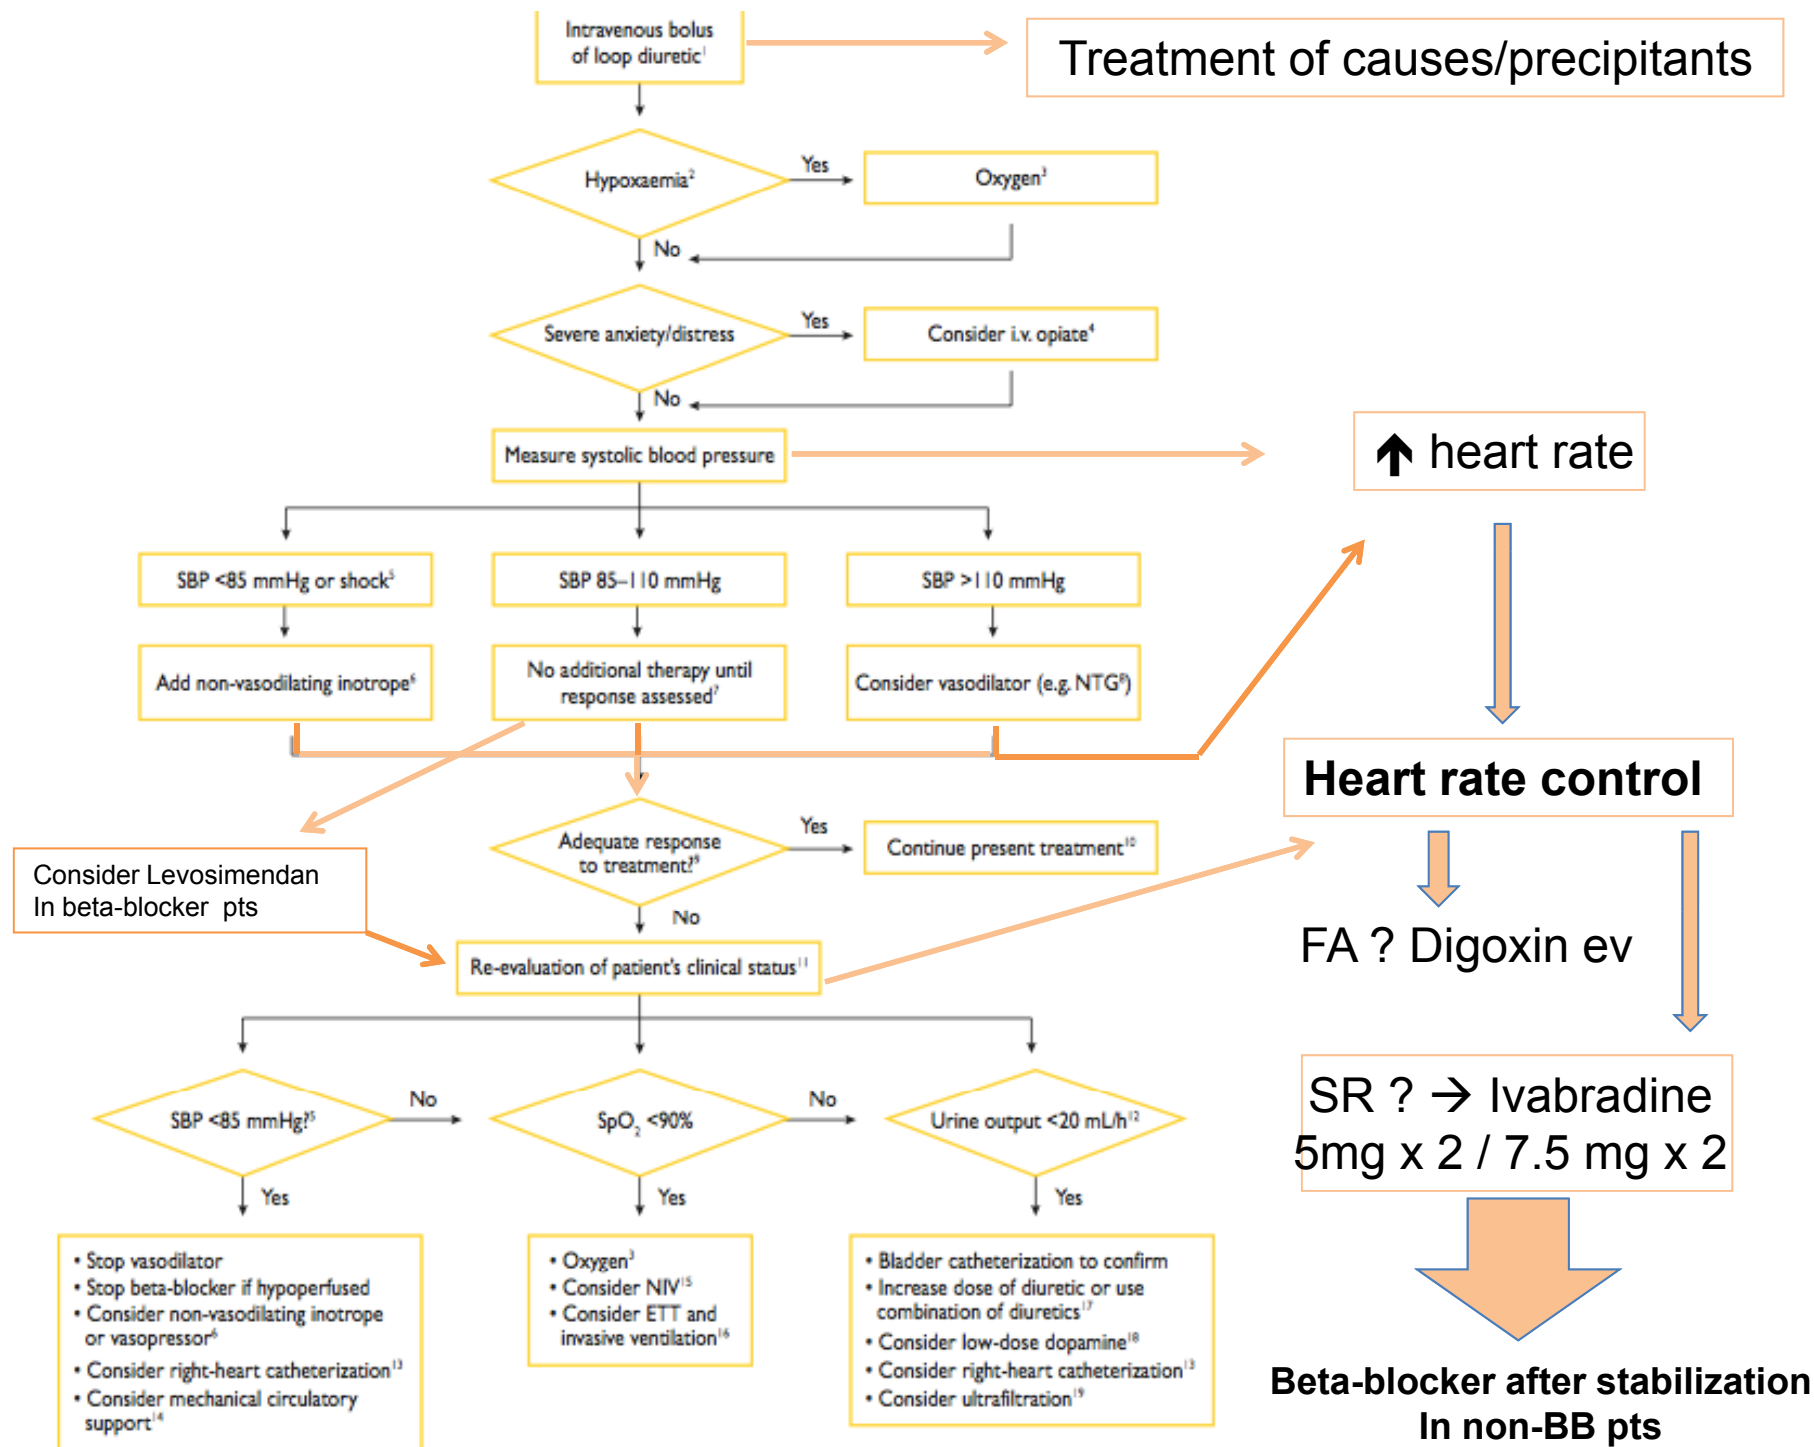 Intravenous bolus
of loop diuretic¹
Treatment of causes/precipitants
Hypoxaemia²
Yes
Oxygen³
No
Severe anxiety/distress
Yes
Consider i.v. opiate⁴
No
Measure systolic blood pressure
↑ heart rate
SBP <85 mmHg or shock⁵
SBP 85–110 mmHg
SBP >110 mmHg
Add non-vasodilating inotrope⁶
No additional therapy until
response assessed⁷
Consider vasodilator (e.g. NTG⁸)
Heart rate control
Adequate response
to treatment?⁹
Yes
Continue present treatment¹⁰
Consider Levosimendan
In beta-blocker pts
No
Re-evaluation of patient's clinical status¹¹
FA ? Digoxin ev
SBP <85 mmHg?⁵
No
SpO₂ <90%
No
Urine output <20 mL/h¹²
SR ? → Ivabradine
5mg x 2 / 7.5 mg x 2
Yes
Yes
Yes
• Stop vasodilator
• Stop beta-blocker if hypoperfused
• Consider non-vasodilating inotrope
or vasopressor⁶
• Consider right-heart catheterization¹³
• Consider mechanical circulatory
support¹⁴
• Oxygen³
• Consider NIV¹⁵
• Consider ETT and
invasive ventilation¹⁶
• Bladder catheterization to confirm
• Increase dose of diuretic or use
combination of diuretics¹⁷
• Consider low-dose dopamine¹⁸
• Consider right-heart catheterization¹³
• Consider ultrafiltration¹⁹
Beta-blocker after stabilization
In non-BB pts